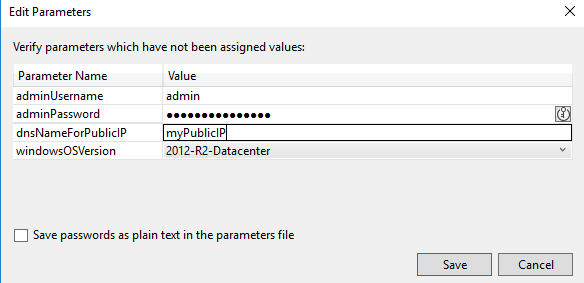 Edit Parameters
Verify parameters which have not been assigned values:
Parameter Name Value
adminUsername admin
adminPassword ●●●●●●●●●●●●●●●
dnsNameForPublicIP myPublicIP
windowsOSVersion 2012-R2-Datacenter
Save passwords as plain text in the parameters file
Save Cancel